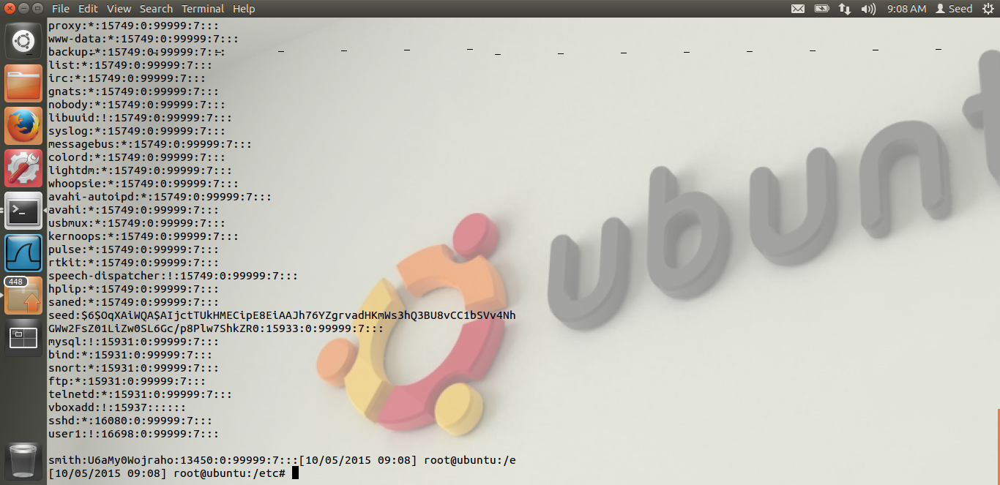 File Edit View Search Terminal Help 9:08 AM Seed
proxy:*:15749:0:99999:7:::
www-data:*:15749:0:99999:7:::
backup:*:15749:0:99999:7:::
list:*:15749:0:99999:7:::
irc:*:15749:0:99999:7:::
gnats:*:15749:0:99999:7:::
nobody:*:15749:0:99999:7:::
libuuid:!:15749:0:99999:7:::
syslog:*:15749:0:99999:7:::
messagebus:*:15749:0:99999:7:::
colord:*:15749:0:99999:7:::
lightdm:*:15749:0:99999:7:::
whoopsie:*:15749:0:99999:7:::
avahi-autoipd:*:15749:0:99999:7:::
avahi:*:15749:0:99999:7:::
usbmux:*:15749:0:99999:7:::
kernoops:*:15749:0:99999:7:::
pulse:*:15749:0:99999:7:::
rtkit:*:15749:0:99999:7:::
speech-dispatcher:!:15749:0:99999:7:::
hplip:*:15749:0:99999:7:::
saned:*:15749:0:99999:7:::
seed:$6$OqXAiWQA$AIjctTUkHMECipE8EiAAJh76YZgrvadHKmWs3hQ3BU8vCC1bSVv4Nh
GWw2FsZ01LiZw0SL6Gc/p8Plw7ShkZR0:15933:0:99999:7:::
mysql:!:15931:0:99999:7:::
bind:*:15931:0:99999:7:::
snort:*:15931:0:99999:7:::
ftp:*:15931:0:99999:7:::
telnetd:*:15931:0:99999:7:::
vboxadd:!:15937::::::
sshd:*:16080:0:99999:7:::
user1:!:16698:0:99999:7:::
smith:U6aMy0Wojraho:13450:0:99999:7:::[10/05/2015 09:08] root@ubuntu:/e
[10/05/2015 09:08] root@ubuntu:/etc#
448
ubunt